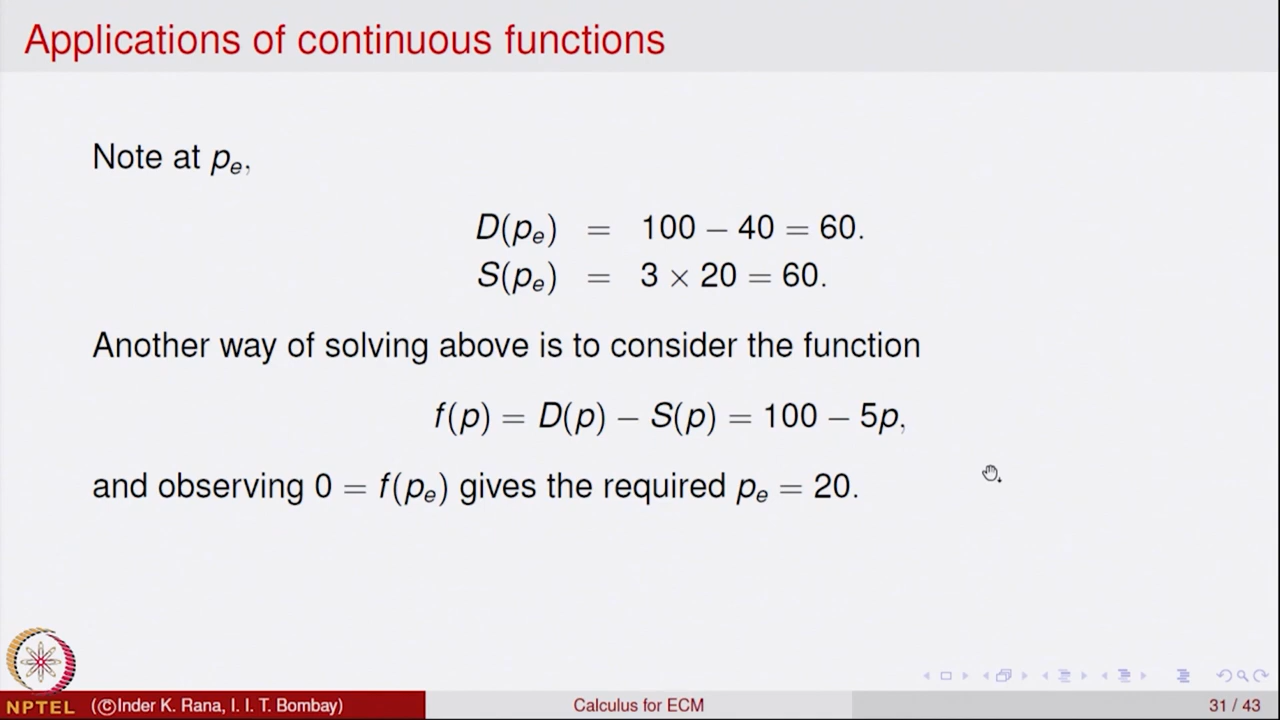 Applications of continuous functions
Note at pₑ,
D(pₑ) = 100 − 40 = 60.
S(pₑ) = 3 × 20 = 60.
Another way of solving above is to consider the function
f(p) = D(p) − S(p) = 100 − 5p,
and observing 0 = f(pₑ) gives the required pₑ = 20.
NPTEL (©Inder K. Rana, I. I. T. Bombay) Calculus for ECM 31 / 43